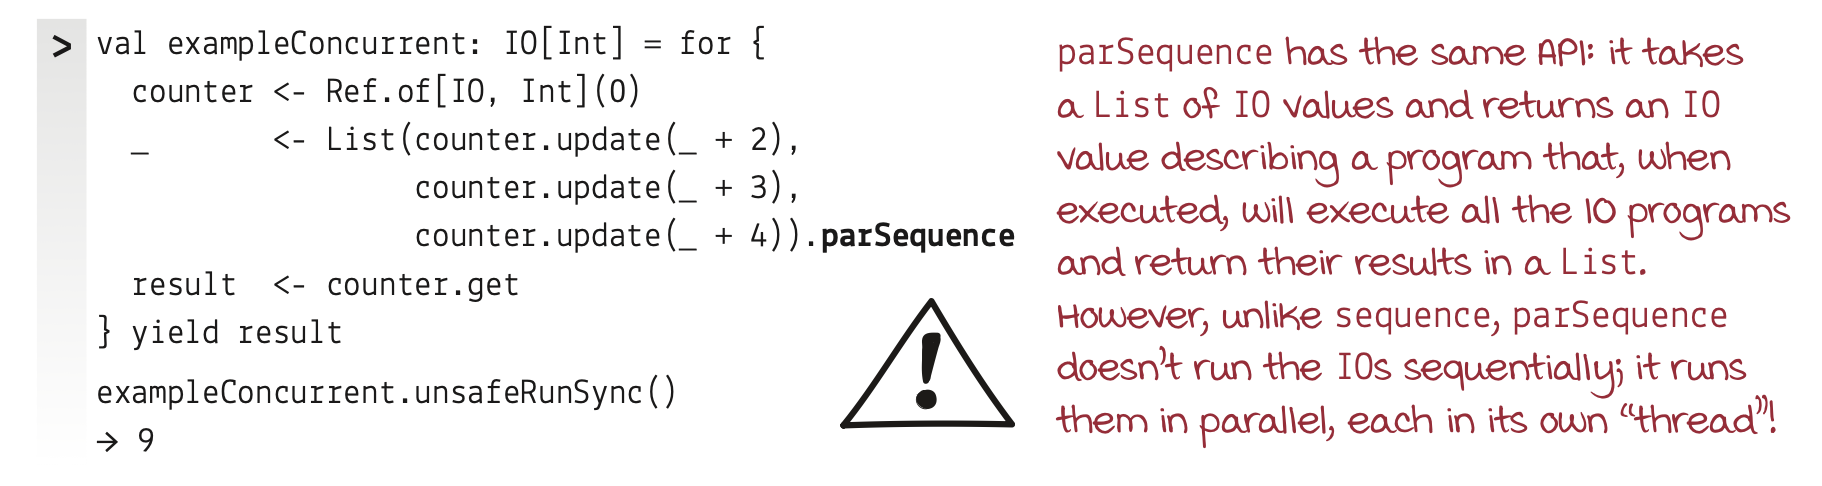 > val exampleConcurrent: IO[Int] = for {
counter <- Ref.of[IO, Int](0)
_ <- List(counter.update(_ + 2),
counter.update(_ + 3),
counter.update(_ + 4)).parSequence
result <- counter.get
} yield result
exampleConcurrent.unsafeRunSync()
→ 9
parSequence has the same API: it takes
a List of IO values and returns an IO
value describing a program that, when
executed, will execute all the IO programs
and return their results in a List.
However, unlike sequence, parSequence
doesn't run the IOs sequentially; it runs
them in parallel, each in its own “thread”!